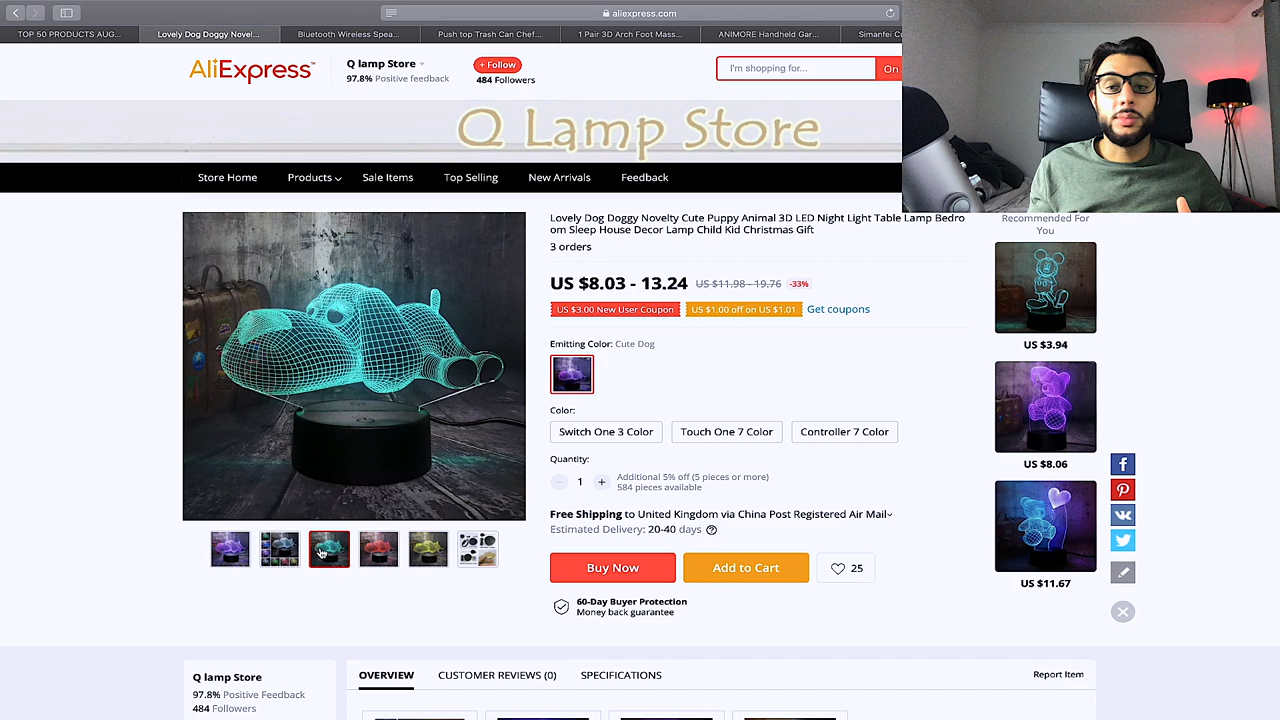 aliexpress.com
TOP 50 PRODUCTS AUG...
Lovely Dog Doggy Novel...
Bluetooth Wireless Spea...
Push top Trash Can Chef...
1 Pair 3D Arch Foot Mass...
ANIMORE Handheld Gar...
Simanfei Cu
AliExpress
Q lamp Store
97.8% Positive feedback
+ Follow
484 Followers
I'm shopping for...
On
Q Lamp Store
Store Home
Products
Sale Items
Top Selling
New Arrivals
Feedback
Lovely Dog Doggy Novelty Cute Puppy Animal 3D LED Night Light Table Lamp Bedro
om Sleep House Decor Lamp Child Kid Christmas Gift
3 orders
US $8.03 - 13.24 US $11.98 - 19.76 -33%
US $3.00 New User Coupon US $1.00 off on US $1.01 Get coupons
Emitting Color: Cute Dog
Color:
Switch One 3 Color
Touch One 7 Color
Controller 7 Color
Quantity:
1
Additional 5% off (5 pieces or more)
584 pieces available
Free Shipping to United Kingdom via China Post Registered Air Mail
Estimated Delivery: 20-40 days
Buy Now
Add to Cart
25
60-Day Buyer Protection
Money back guarantee
Recommended For
You
US $3.94
US $8.06
US $11.67
Q lamp Store
97.8% Positive Feedback
484 Followers
OVERVIEW
CUSTOMER REVIEWS (0)
SPECIFICATIONS
Report Item